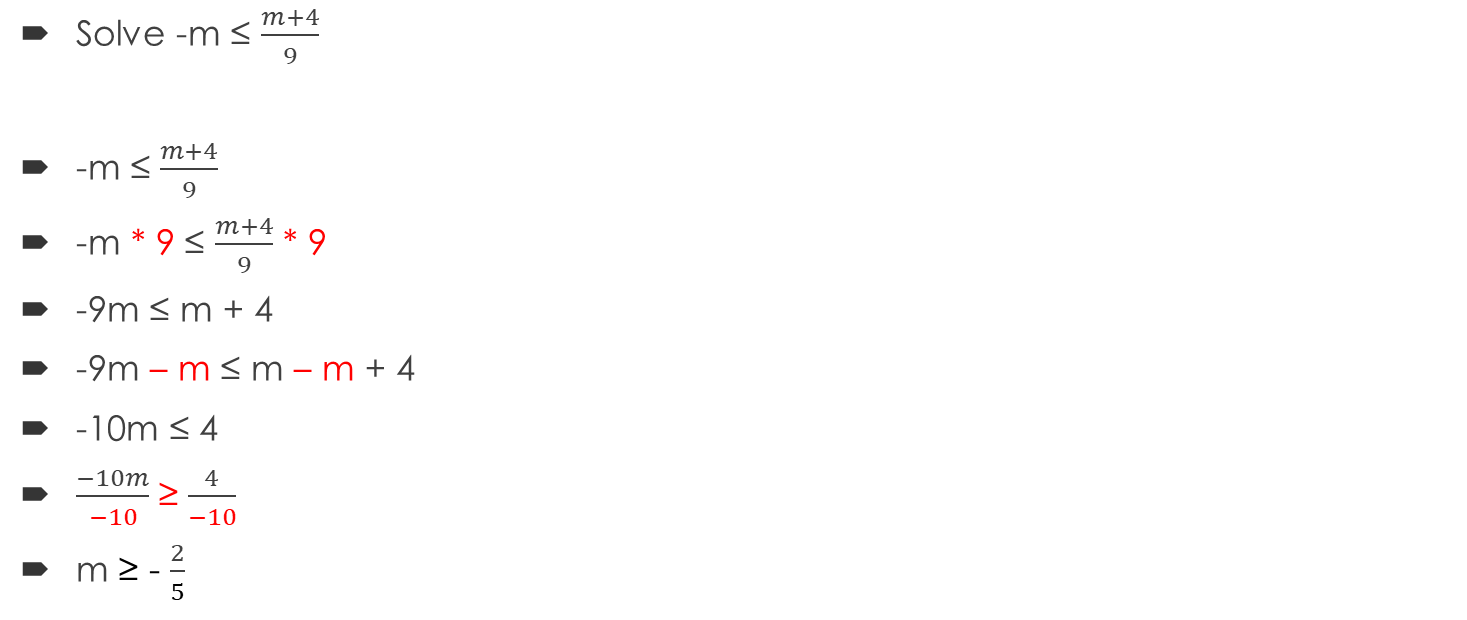 Solve -m ≤ m+4/9
-m ≤ m+4/9
-m * 9 ≤ m+4/9 * 9
-9m ≤ m + 4
-9m – m ≤ m – m + 4
-10m ≤ 4
−10m/−10 ≥ 4/−10
m ≥ - 2/5